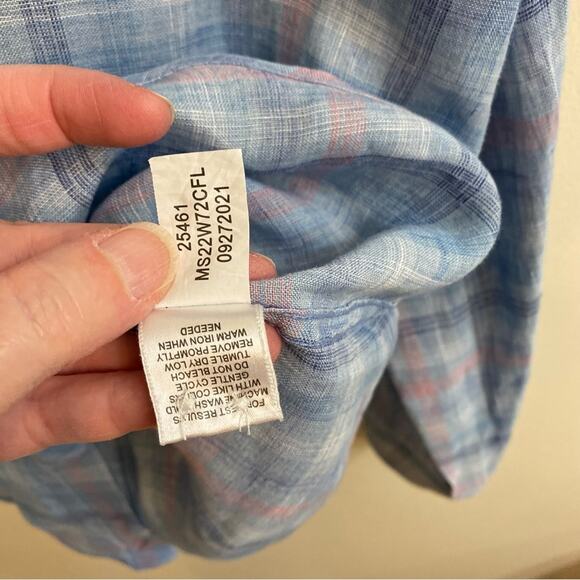 25461
MS22W72CFL
09272021
FOR BEST RESULTS
MACHINE WASH COLD
WITH LIKE COLORS
GENTLE CYCLE
DO NOT BLEACH
TUMBLE DRY LOW
REMOVE PROMPTLY
WARM IRON WHEN
NEEDED